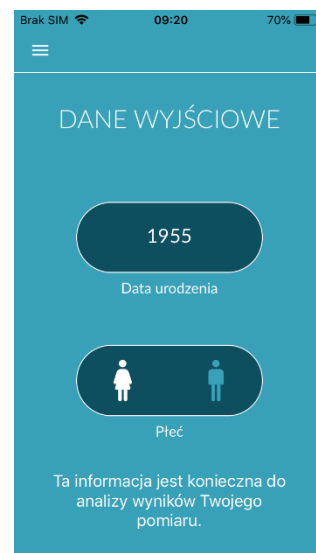 Brak SIM 09:20 70%
DANE WYJŚCIOWE
1955
Data urodzenia
Płeć
Ta informacja jest konieczna do
analizy wyników Twojego
pomiaru.